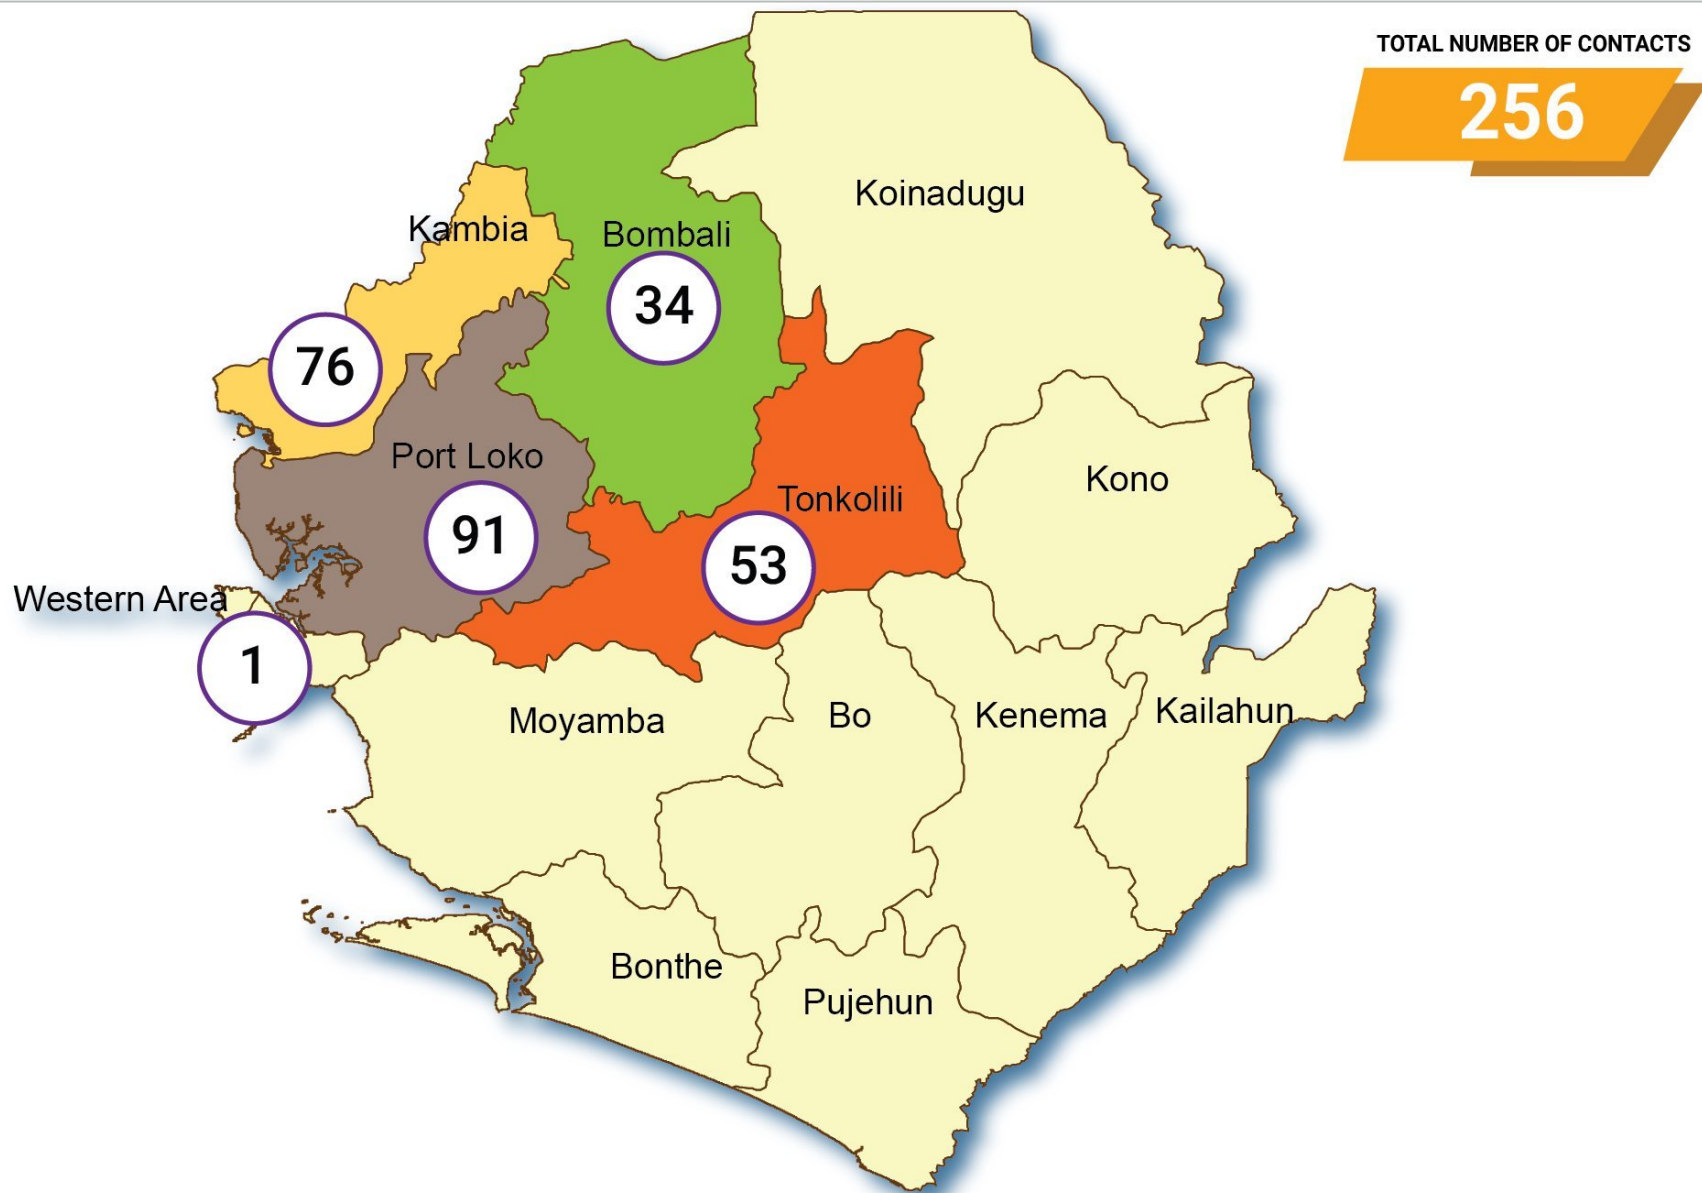 TOTAL NUMBER OF CONTACTS
256
Koinadugu
Kambia
Bombali
34
76
Port Loko
Kono
Tonkolili
91
53
Western Area
1
Moyamba
Bo
Kenema
Kailahun
Bonthe
Pujehun